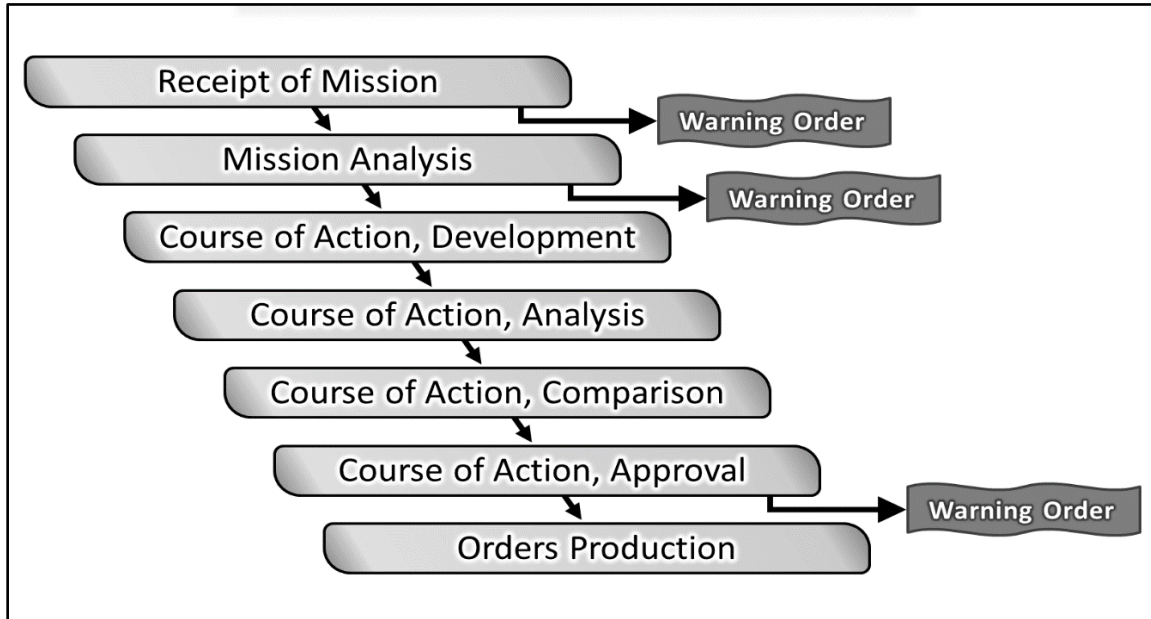 Receipt of Mission
Warning Order
Mission Analysis
Warning Order
Course of Action, Development
Course of Action, Analysis
Course of Action, Comparison
Course of Action, Approval
Warning Order
Orders Production